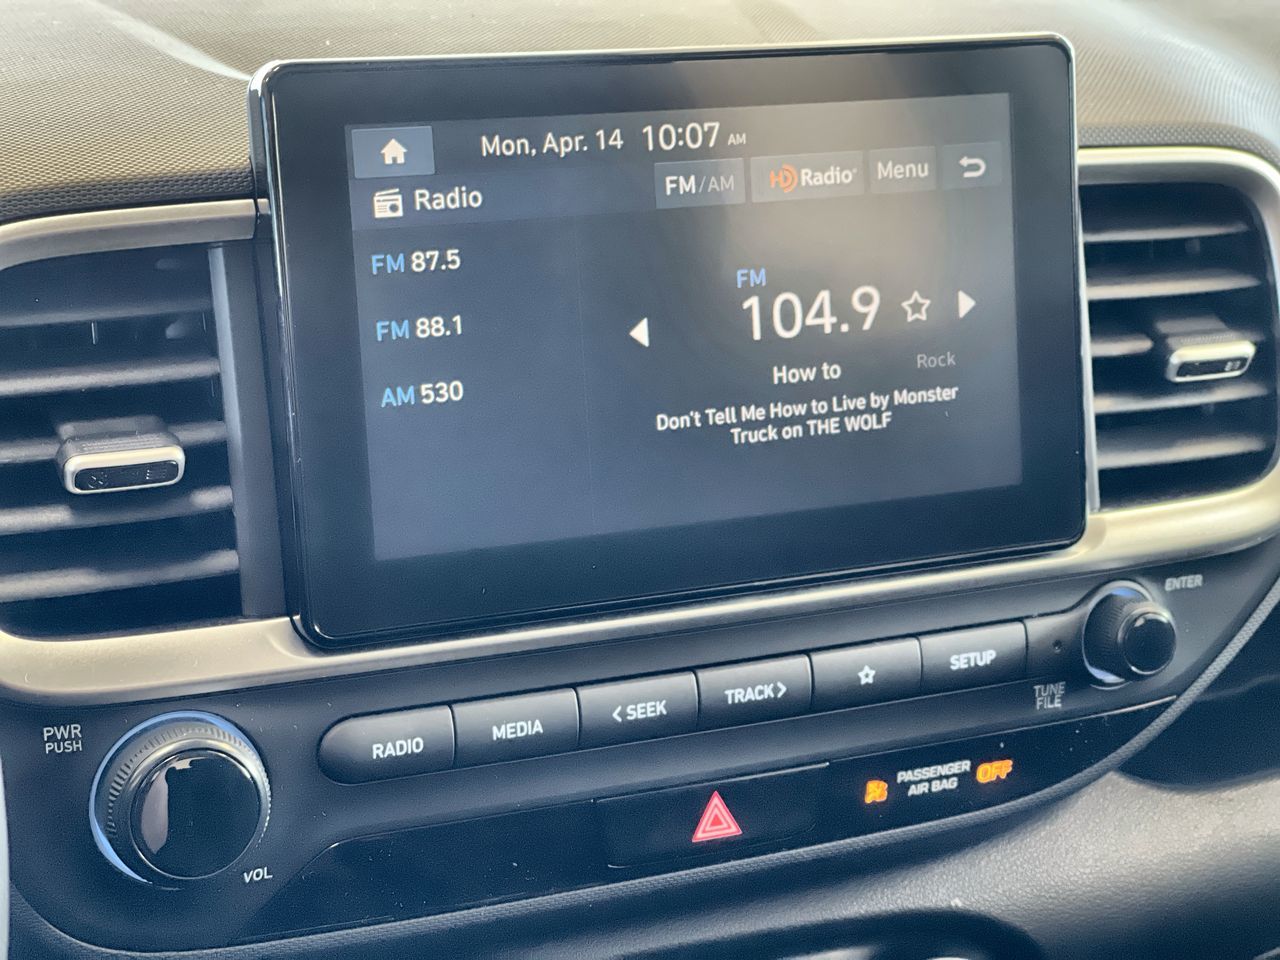 Mon, Apr. 14 10:07 AM
Radio
FM/AM
HD Radio
Menu
FM 87.5
FM 88.1
AM 530
FM
104.9
How to
Rock
Don't Tell Me How to Live by Monster
Truck on THE WOLF
ENTER
PWR
PUSH
RADIO
MEDIA
< SEEK
TRACK >
SETUP
TUNE
FILE
VOL
PASSENGER
AIR BAG
OFF